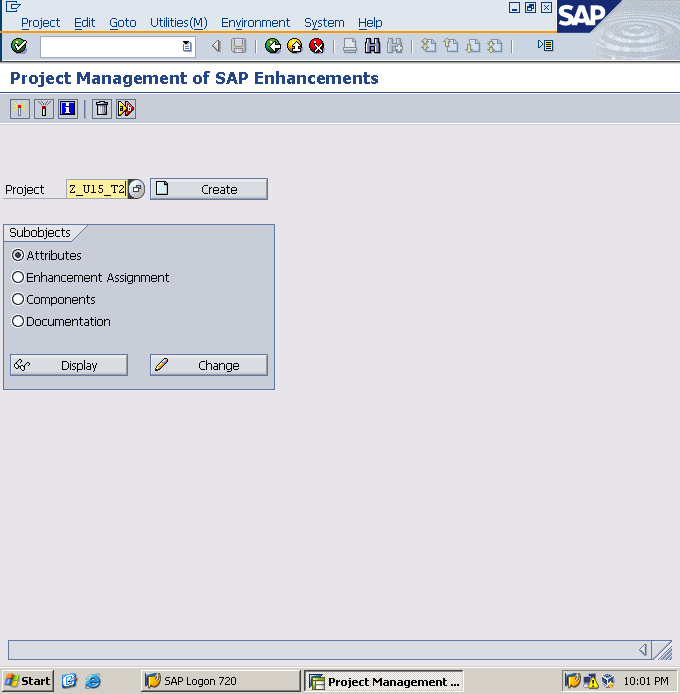 Project Edit Goto Utilities(M) Environment System Help
SAP
Project Management of SAP Enhancements
Project Z_U15_T2 Create
Subobjects
Attributes
Enhancement Assignment
Components
Documentation
Display Change
Start SAP Logon 720 Project Management ... 10:01 PM